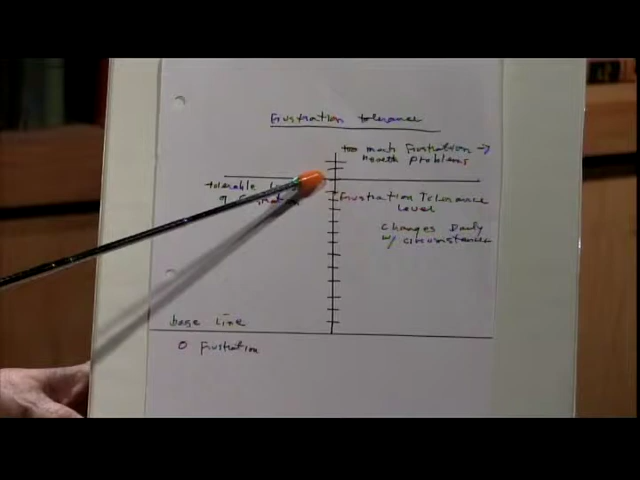 Frustration tolerance
too much Frustration →
health problems
tolerable
Frustration Tolerance
Level
Changes Daily
w/ circumstances
base line
0 frustration